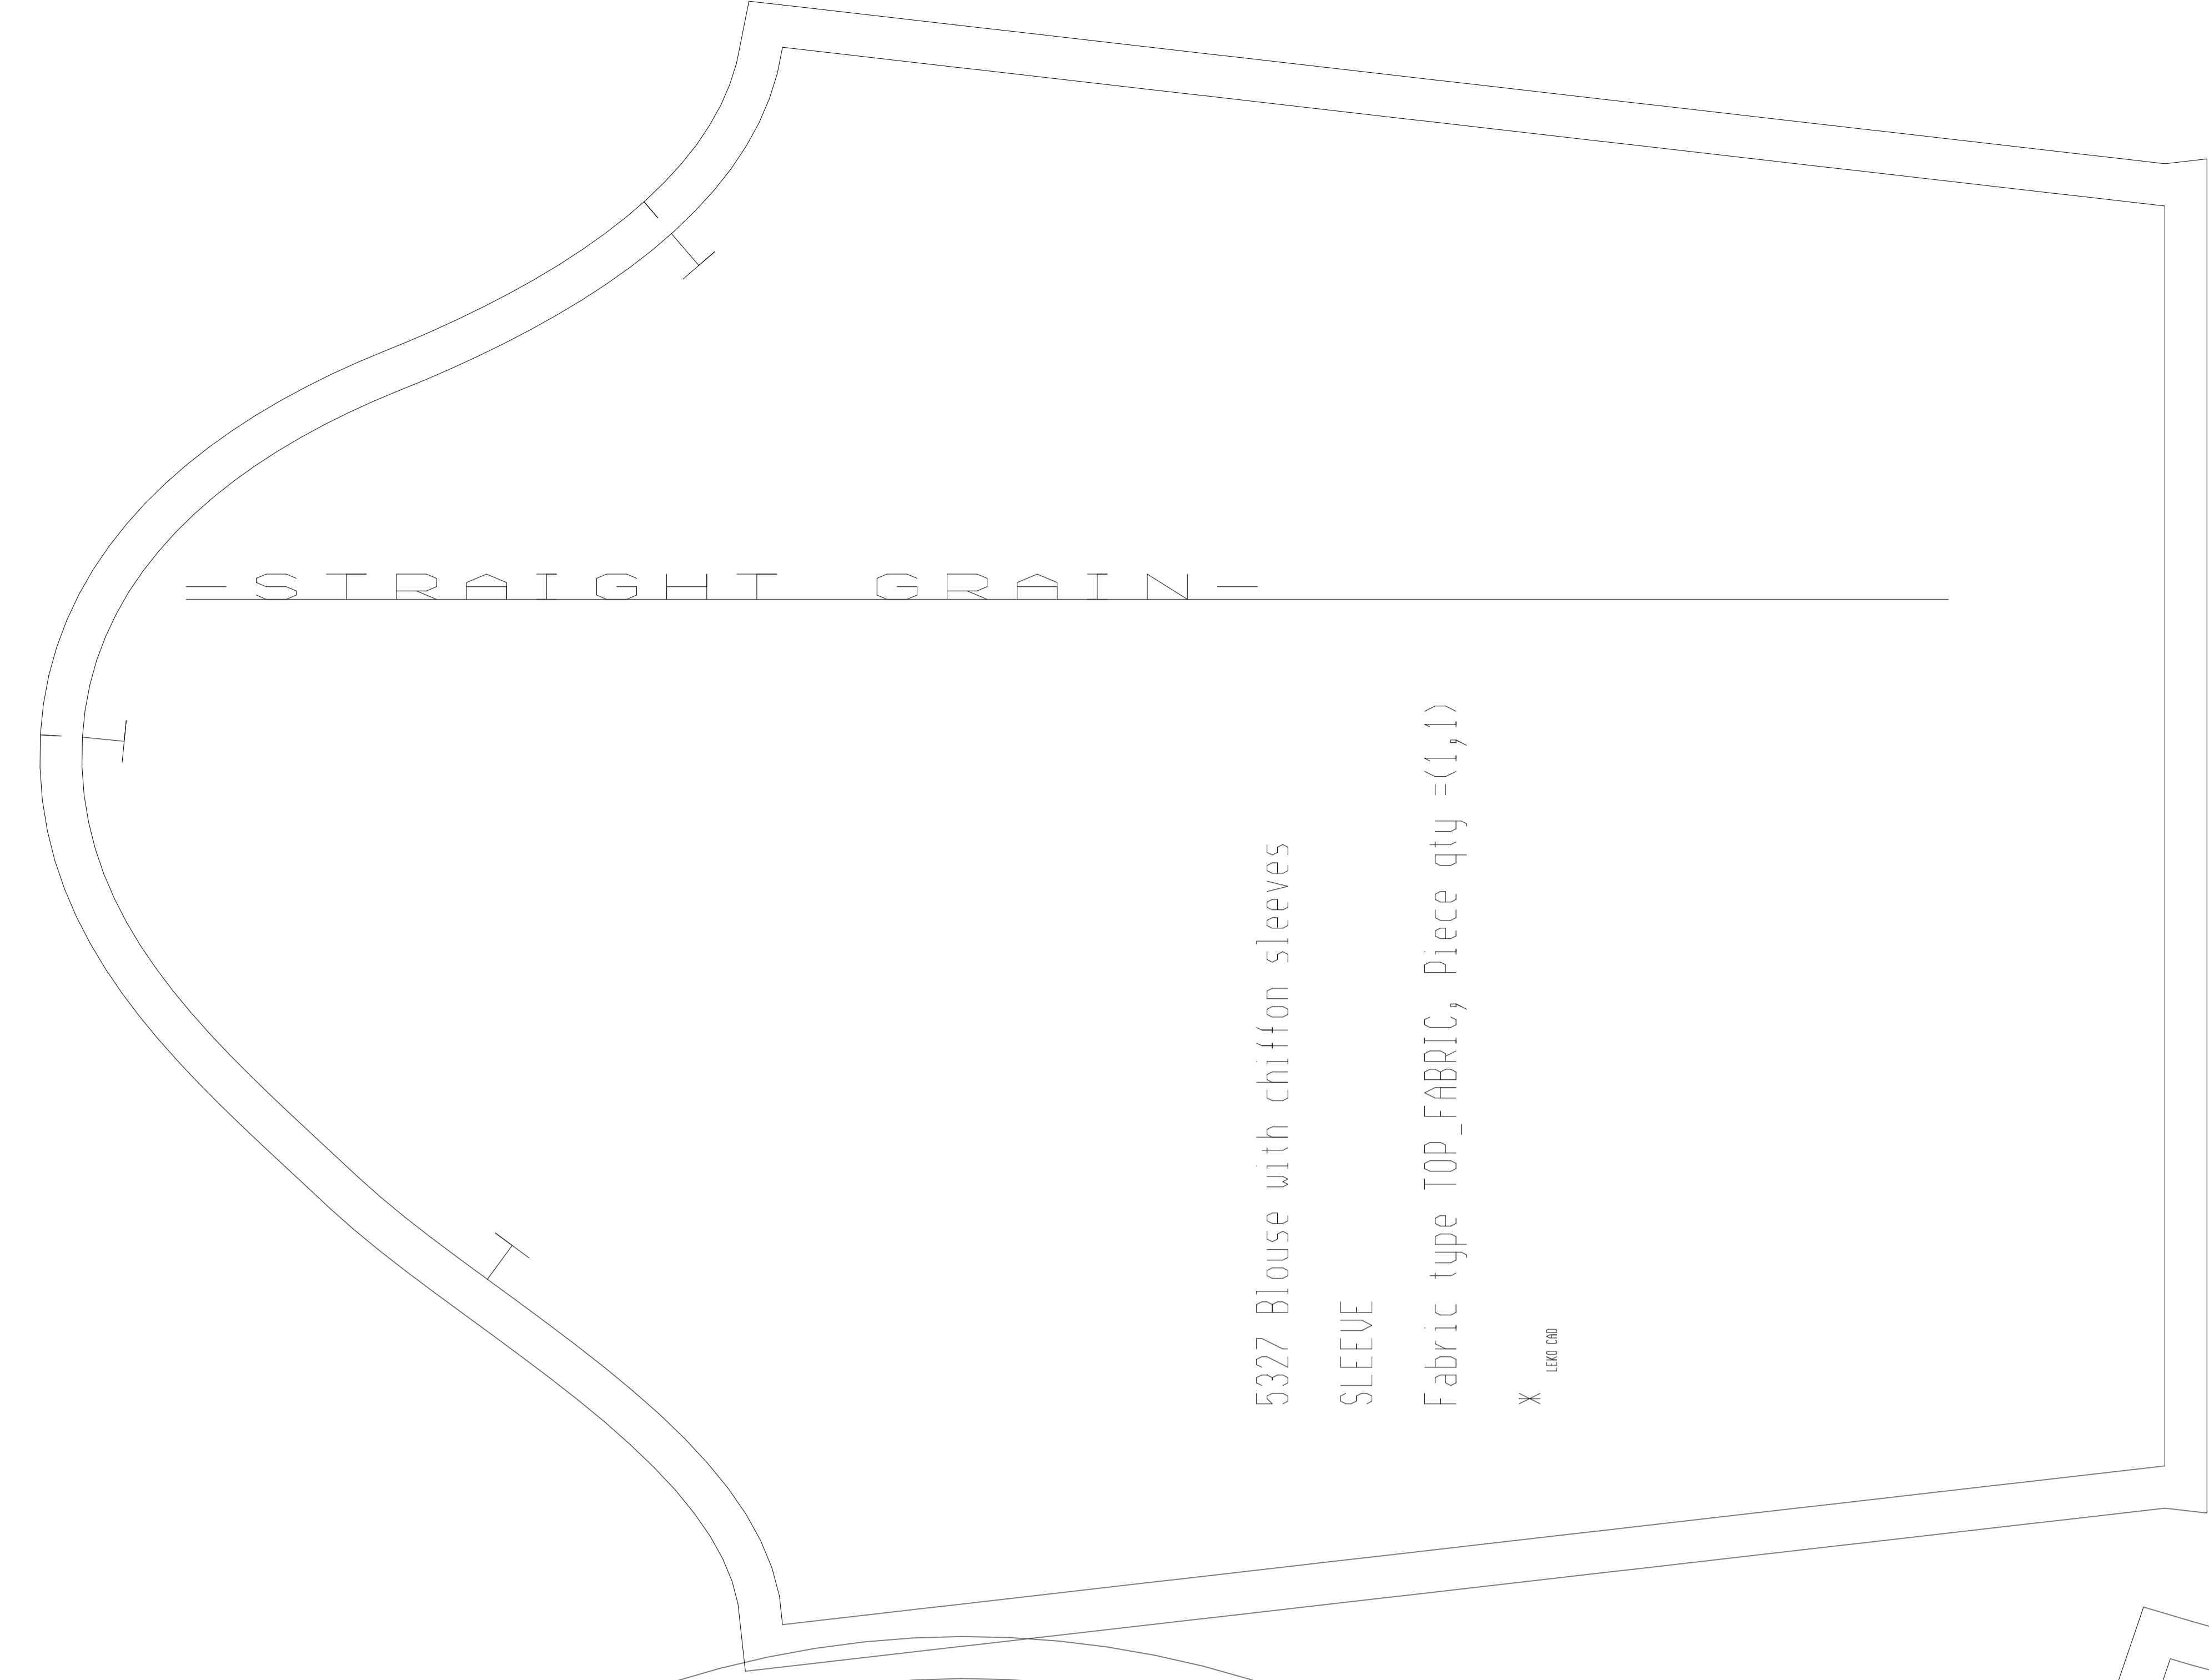 -STRAIGHT GRAIN-
5327 Blouse with chiffon sleeves
SLEEVE
Fabric type TOP_FABRIC, Piece qty =(1,1)
* LEKO CAD